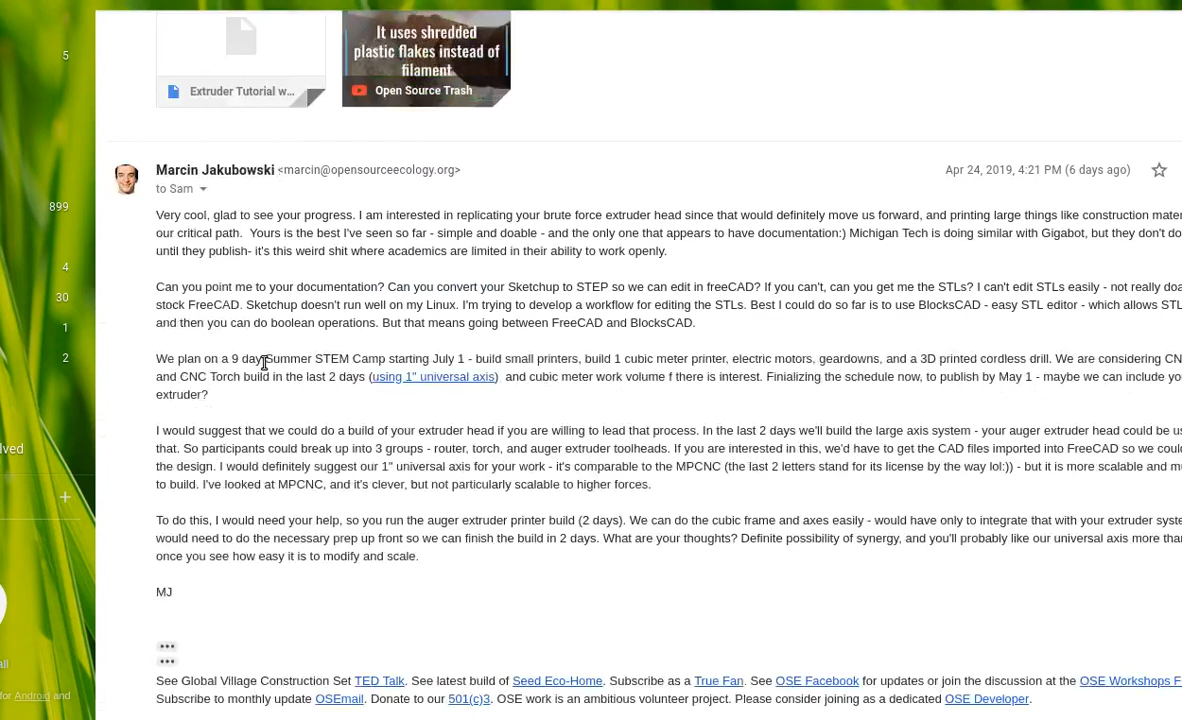 5
It uses shredded
plastic flakes instead of
filament
Extruder Tutorial w...
Open Source Trash
Marcin Jakubowski <marcin@opensourceecology.org>
Apr 24, 2019, 4:21 PM (6 days ago)
to Sam
899
Very cool, glad to see your progress. I am interested in replicating your brute force extruder head since that would definitely move us forward, and printing large things like construction mater
our critical path.  Yours is the best I've seen so far - simple and doable - and the only one that appears to have documentation:) Michigan Tech is doing similar with Gigabot, but they don't do
until they publish- it's this weird shit where academics are limited in their ability to work openly.
4
Can you point me to your documentation? Can you convert your Sketchup to STEP so we can edit in freeCAD? If you can't, can you get me the STLs? I can't edit STLs easily - not really doa
30
stock FreeCAD. Sketchup doesn't run well on my Linux. I'm trying to develop a workflow for editing the STLs. Best I could do so far is to use BlocksCAD - easy STL editor - which allows STL
1
and then you can do boolean operations. But that means going between FreeCAD and BlocksCAD.
2
We plan on a 9 day Summer STEM Camp starting July 1 - build small printers, build 1 cubic meter printer, electric motors, geardowns, and a 3D printed cordless drill. We are considering CN
and CNC Torch build in the last 2 days (using 1" universal axis)  and cubic meter work volume f there is interest. Finializing the schedule now, to publish by May 1 - maybe we can include yo
extruder?
I would suggest that we could do a build of your extruder head if you are willing to lead that process. In the last 2 days we'll build the large axis system - your auger extruder head could be us
lved
that. So participants could break up into 3 groups - router, torch, and auger extruder toolheads. If you are interested in this, we'd have to get the CAD files imported into FreeCAD so we coul
the design. I would definitely suggest our 1" universal axis for your work - it's comparable to the MPCNC (the last 2 letters stand for its license by the way lol:)) - but it is more scalable and mu
to build. I've looked at MPCNC, and it's clever, but not particularly scalable to higher forces.
To do this, I would need your help, so you run the auger extruder printer build (2 days). We can do the cubic frame and axes easily - would have only to integrate that with your extruder syste
would need to do the necessary prep up front so we can finish the build in 2 days. What are your thoughts? Definite possibility of synergy, and you'll probably like our universal axis more tha
once you see how easy it is to modify and scale.
MJ
all
for Android and
See Global Village Construction Set TED Talk. See latest build of Seed Eco-Home. Subscribe as a True Fan. See OSE Facebook for updates or join the discussion at the OSE Workshops F
Subscribe to monthly update OSEmail. Donate to our 501(c)3. OSE work is an ambitious volunteer project. Please consider joining as a dedicated OSE Developer.